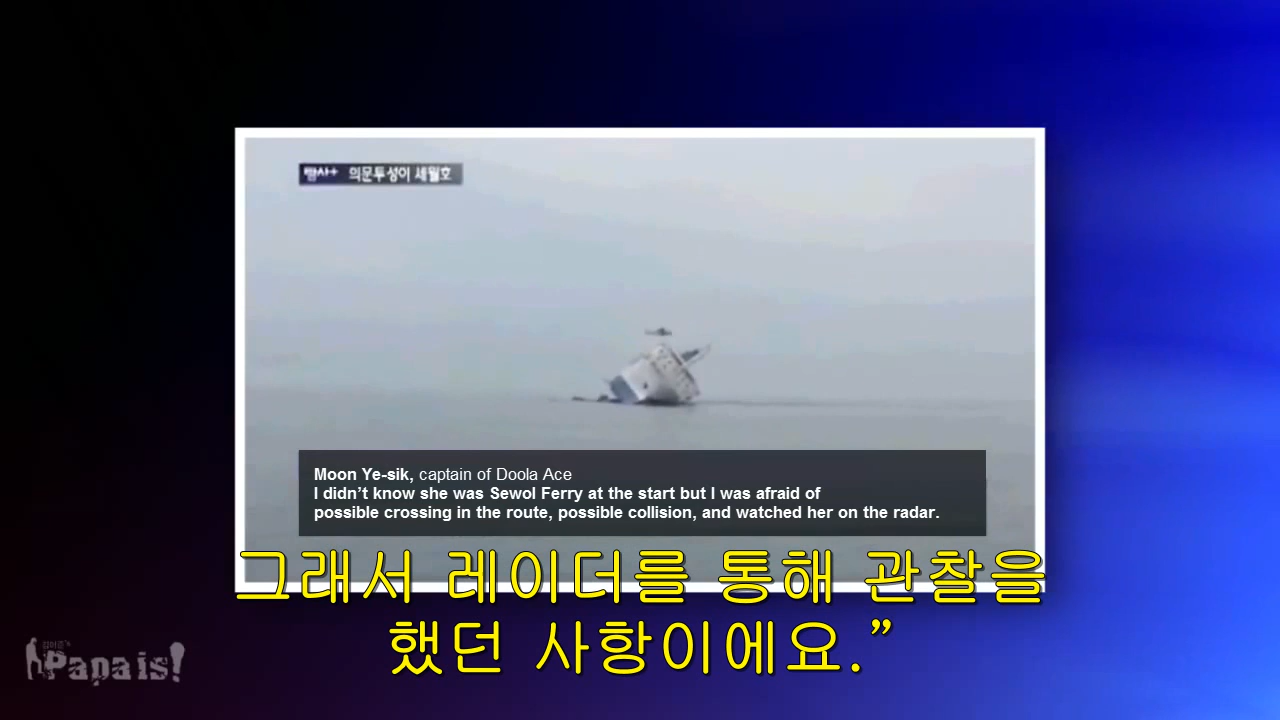 탐사+ 의문투성이 세월호
Moon Ye-sik, captain of Doola Ace
I didn't know she was Sewol Ferry at the start but I was afraid of
possible crossing in the route, possible collision, and watched her on the radar.
그래서 레이더를 통해 관찰을
했던 사항이에요.”
Papa is!